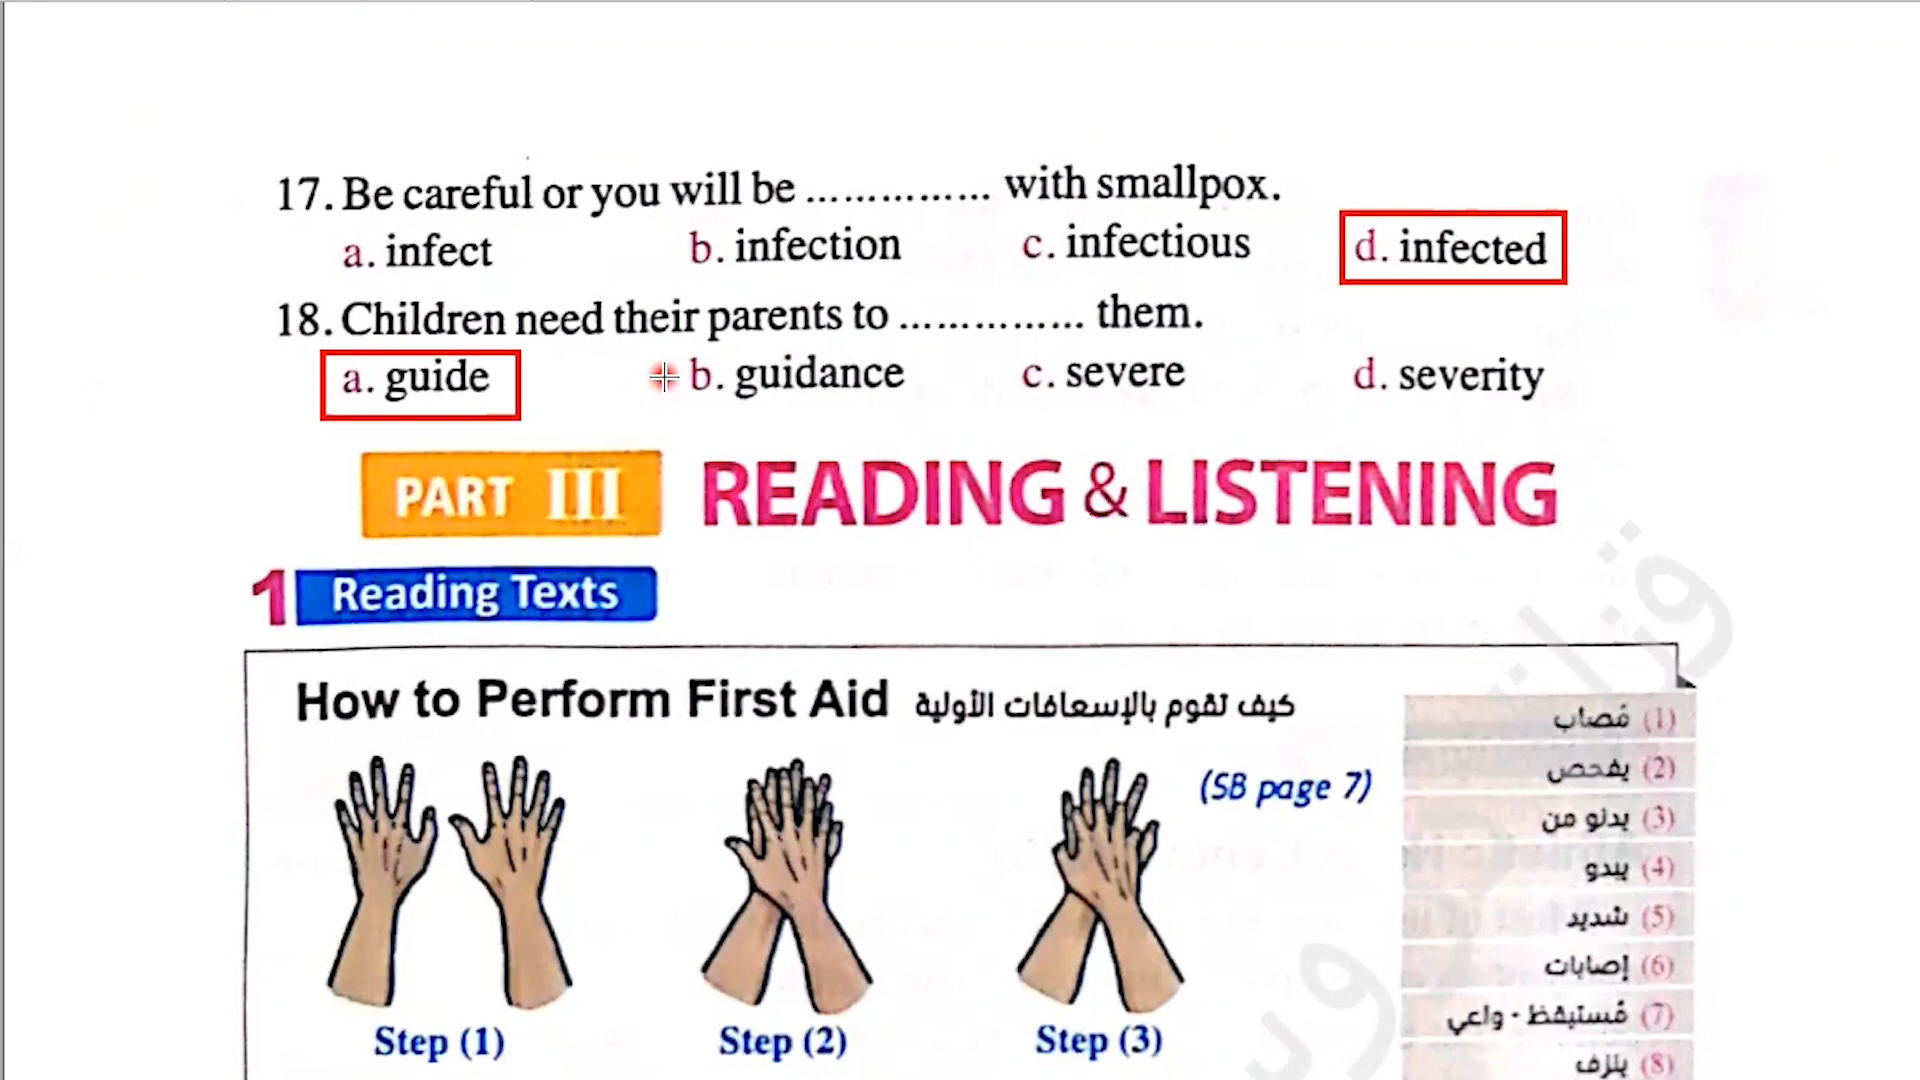 17. Be careful or you will be ............... with smallpox.
a. infect b. infection c. infectious d. infected
18. Children need their parents to ............... them.
a. guide b. guidance c. severe d. severity
PART III READING & LISTENING
1 Reading Texts
How to Perform First Aid كيف تقوم بالإسعافات الأولية
(SB page 7)
Step (1) Step (2) Step (3)
(1) مُصاب
(2) يفحص
(3) يدنو من
(4) يبدو
(5) شديد
(6) إصابات
(7) مُستيقظ - واعي
(8) ينزف